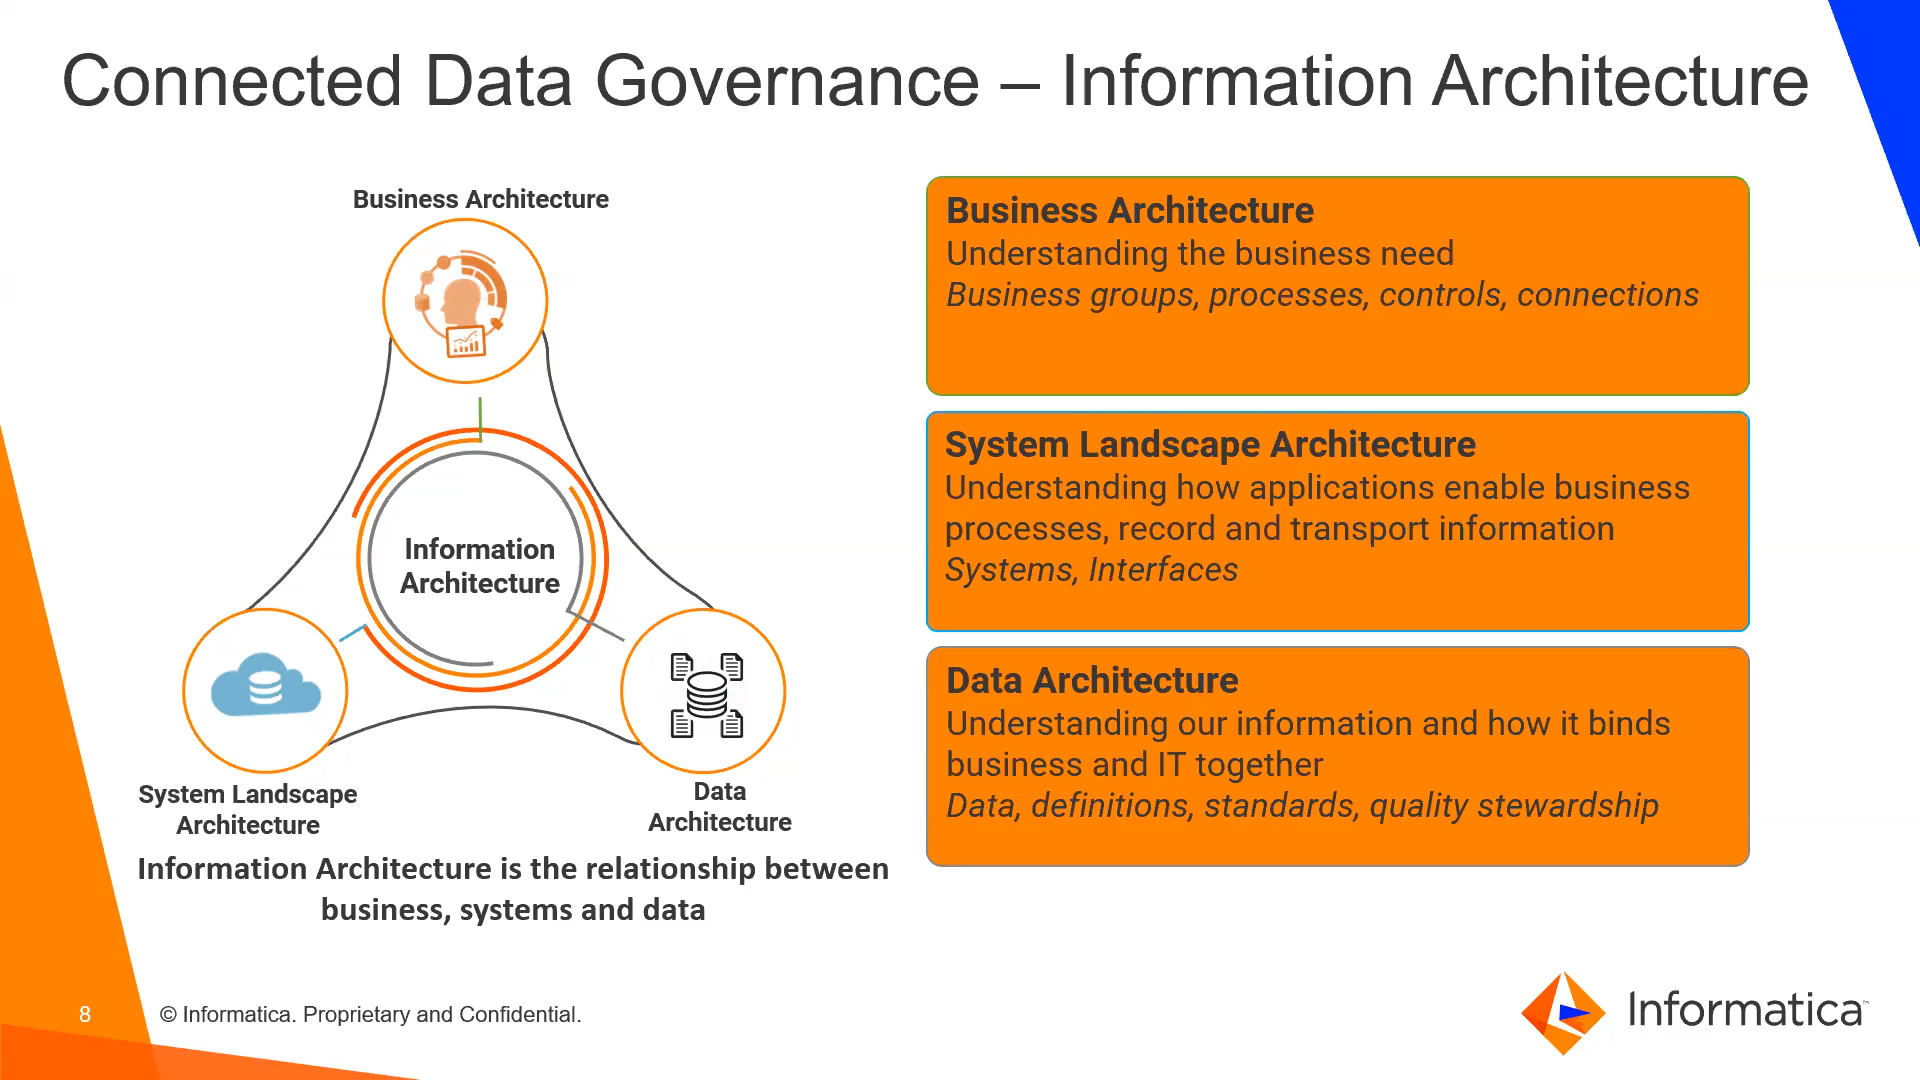 Connected Data Governance – Information Architecture
Business Architecture
Information
Architecture
System Landscape
Architecture
Data
Architecture
Information Architecture is the relationship between
business, systems and data
Business Architecture
Understanding the business need
Business groups, processes, controls, connections
System Landscape Architecture
Understanding how applications enable business
processes, record and transport information
Systems, Interfaces
Data Architecture
Understanding our information and how it binds
business and IT together
Data, definitions, standards, quality stewardship
8
© Informatica. Proprietary and Confidential.
Informatica™